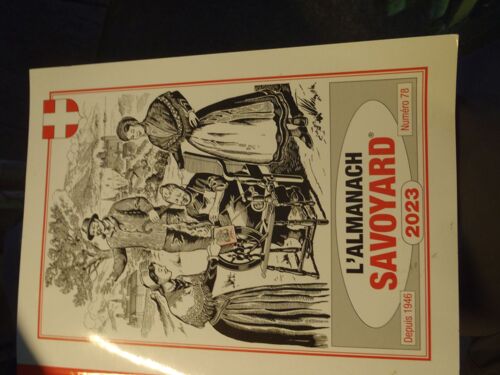 L'ALMANACH
SAVOYARD®
2023
Depuis 1946
Numéro 78